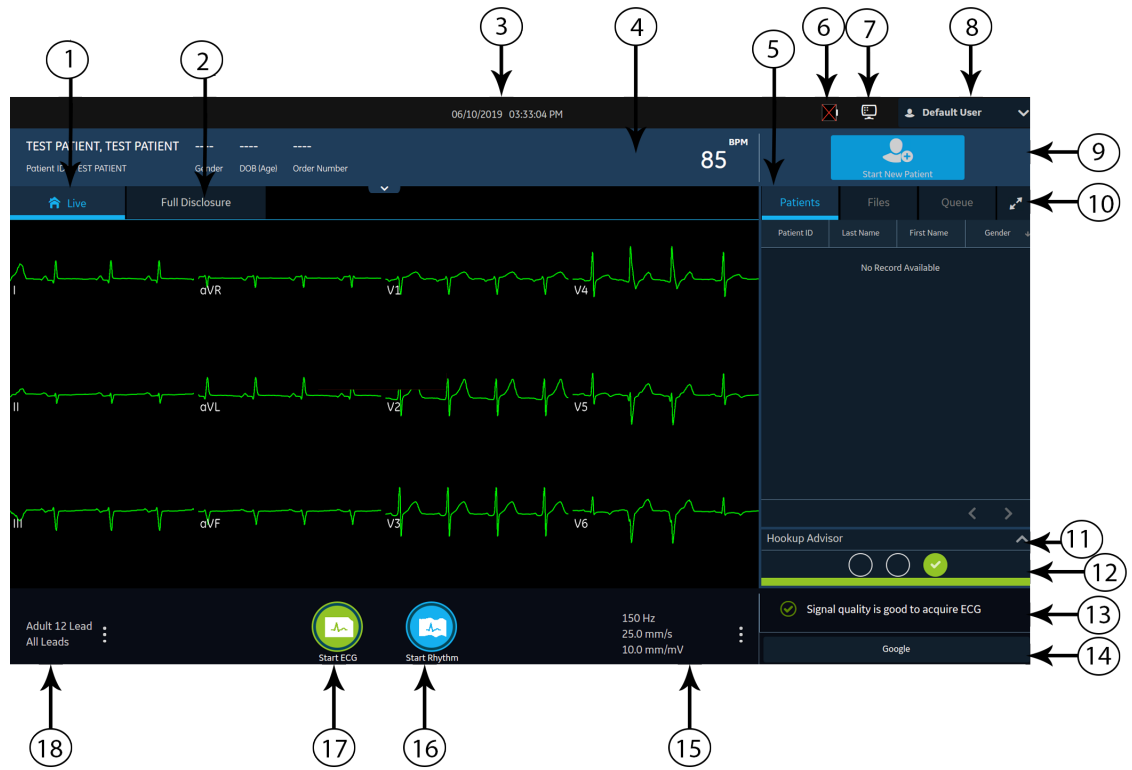 1
2
3
4
5
6
7
8
06/10/2019 03:33:04 PM
Default User
TEST PATIENT, TEST PATIENT ---- ---- ----
Gender DOB (Age) Order Number
85 BPM
Start New Patient
9
Live
Full Disclosure
Patients
Files
Queue
10
Patient ID Last Name First Name Gender
No Record Available
I
aVR
V1
V4
II
aVL
V2
V5
III
aVF
V3
V6
Hookup Advisor
11
12
Adult 12 Lead
All Leads
Start ECG
Start Rhythm
150 Hz
25.0 mm/s
10.0 mm/mV
Signal quality is good to acquire ECG
13
Google
14
18
17
16
15